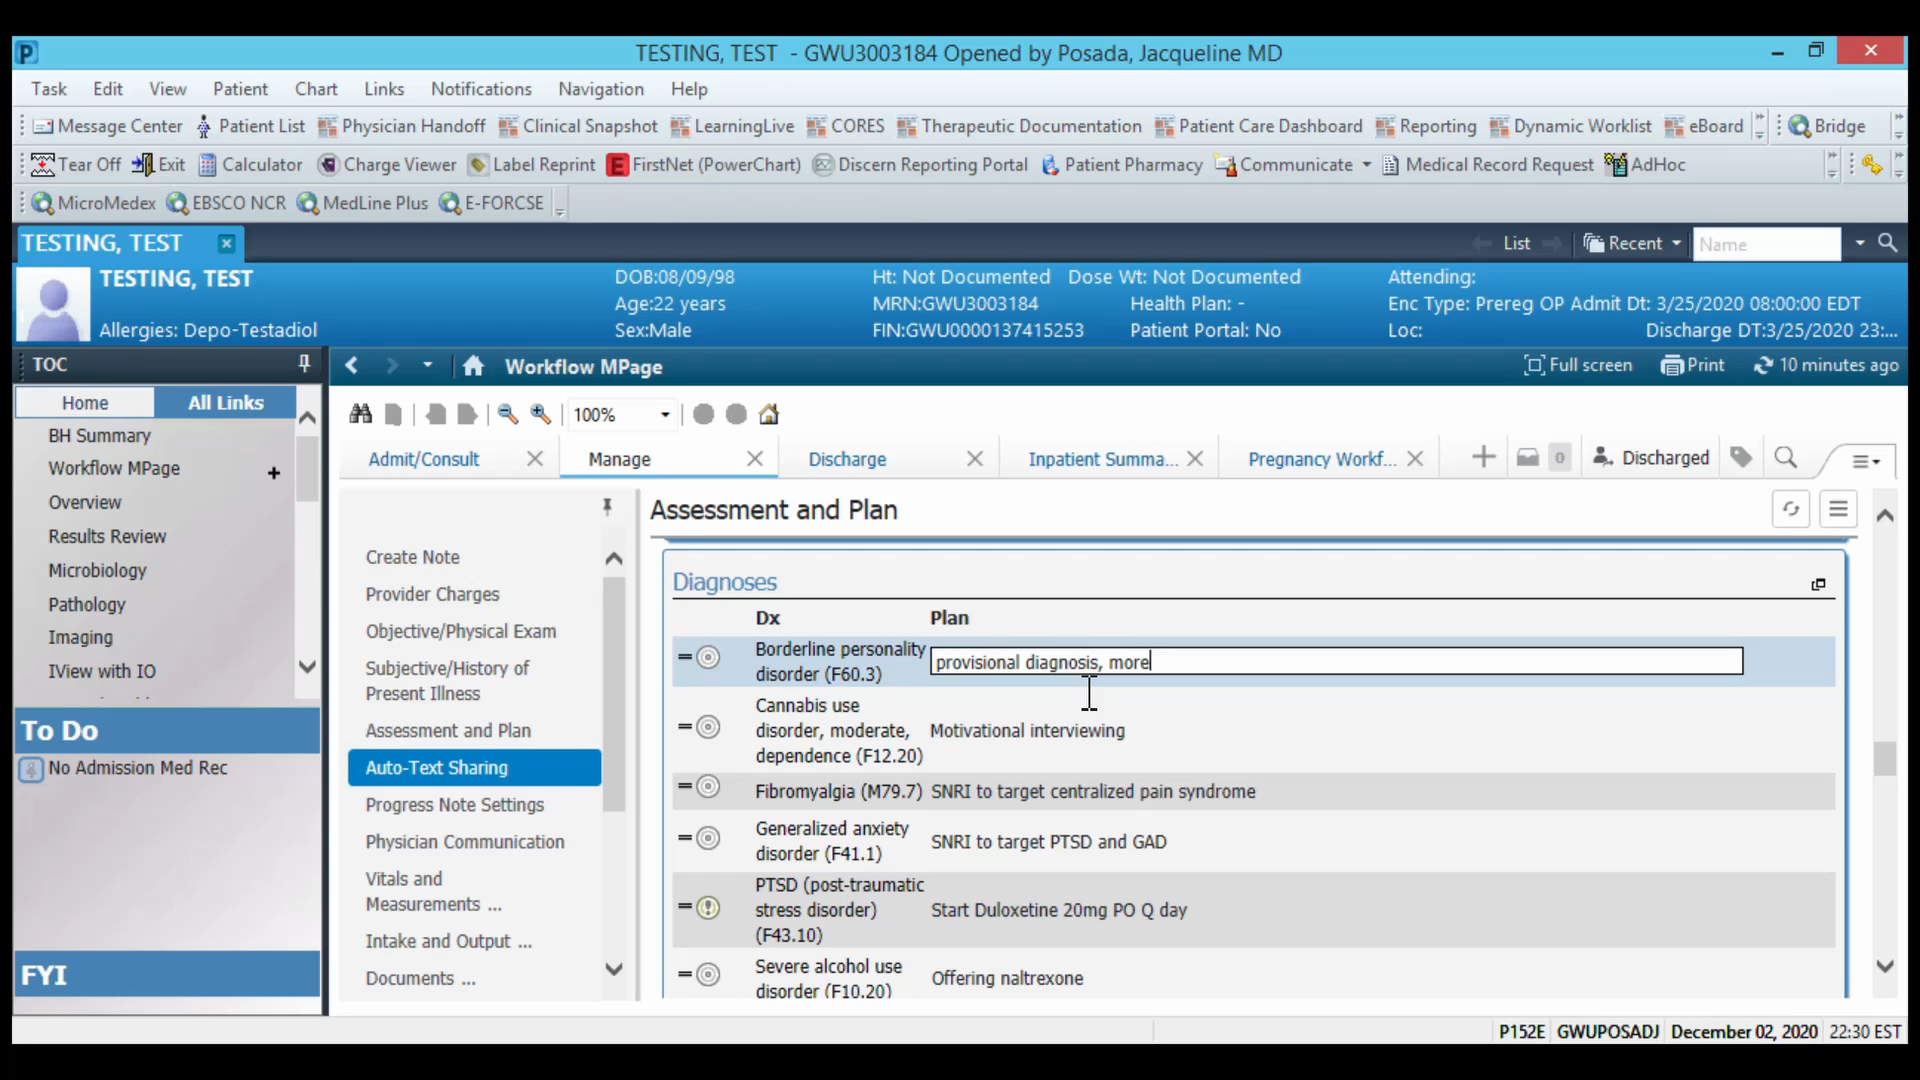 TESTING, TEST - GWU3003184 Opened by Posada, Jacqueline MD
Task Edit View Patient Chart Links Notifications Navigation Help
Message Center Patient List Physician Handoff Clinical Snapshot LearningLive CORES Therapeutic Documentation Patient Care Dashboard Reporting Dynamic Worklist eBoard Bridge
Tear Off Exit Calculator Charge Viewer Label Reprint FirstNet (PowerChart) Discern Reporting Portal Patient Pharmacy Communicate Medical Record Request AdHoc
MicroMedex EBSCO NCR MedLine Plus E-FORCSE
TESTING, TEST List Recent Name
TESTING, TEST DOB:08/09/98 Ht: Not Documented Dose Wt: Not Documented Attending:
Age:22 years MRN:GWU3003184 Health Plan: - Enc Type: Prereg OP Admit Dt: 3/25/2020 08:00:00 EDT
Allergies: Depo-Testadiol Sex:Male FIN:GWU0000137415253 Patient Portal: No Loc: Discharge DT:3/25/2020 23:...
TOC
Home All Links
BH Summary
Workflow MPage
Overview
Results Review
Microbiology
Pathology
Imaging
IView with IO
To Do
No Admission Med Rec
FYI
Workflow MPage Full screen Print 10 minutes ago
100%
Admit/Consult Manage Discharge Inpatient Summa... Pregnancy Workf... 0 Discharged
Create Note
Provider Charges
Objective/Physical Exam
Subjective/History of
Present Illness
Assessment and Plan
Auto-Text Sharing
Progress Note Settings
Physician Communication
Vitals and
Measurements ...
Intake and Output ...
Documents ...
Assessment and Plan
Diagnoses
Dx Plan
Borderline personality
disorder (F60.3)
provisional diagnosis, more
Cannabis use
disorder, moderate,
dependence (F12.20)
Motivational interviewing
Fibromyalgia (M79.7) SNRI to target centralized pain syndrome
Generalized anxiety
disorder (F41.1)
SNRI to target PTSD and GAD
PTSD (post-traumatic
stress disorder)
(F43.10)
Start Duloxetine 20mg PO Q day
Severe alcohol use
disorder (F10.20)
Offering naltrexone
P152E GWUPOSADJ December 02, 2020 22:30 EST